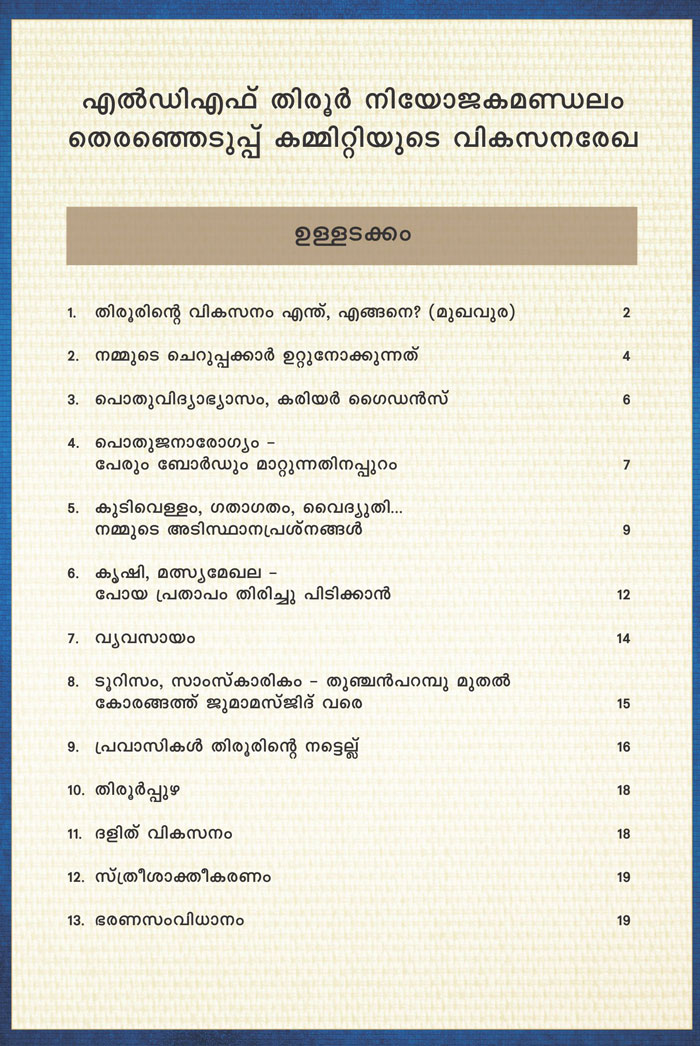 എൽഡിഎഫ് തിരൂർ നിയോജകമണ്ഡലം
തെരഞ്ഞെടുപ്പ് കമ്മിറ്റിയുടെ വികസനരേഖ
ഉള്ളടക്കം
1. തിരൂരിന്റെ വികസനം എന്ത്, എങ്ങനെ? (മുഖവുര) 2
2. നമ്മുടെ ചെറുപ്പക്കാർ ഉറ്റുനോക്കുന്നത് 4
3. പൊതുവിദ്യാഭ്യാസം, കരിയർ ഗൈഡൻസ് 6
4. പൊതുജനാരോഗ്യം –
പേരും ബോർഡും മാറ്റുന്നതിനപ്പുറം 7
5. കുടിവെള്ളം, ഗതാഗതം, വൈദ്യുതി...
നമ്മുടെ അടിസ്ഥാനപ്രശ്നങ്ങൾ 9
6. കൃഷി, മത്സ്യമേഖല –
പോയ പ്രതാപം തിരിച്ചു പിടിക്കാൻ 12
7. വ്യവസായം 14
8. ടൂറിസം, സാംസ്കാരികം – തുഞ്ചൻപറമ്പു മുതൽ
കോരങ്ങത്ത് ജുമാമസ്ജിദ് വരെ 15
9. പ്രവാസികൾ തിരൂരിന്റെ നട്ടെല്ല് 16
10. തിരൂർപ്പുഴ 18
11. ദളിത് വികസനം 18
12. സ്ത്രീശാക്തീകരണം 19
13. ഭരണസംവിധാനം 19